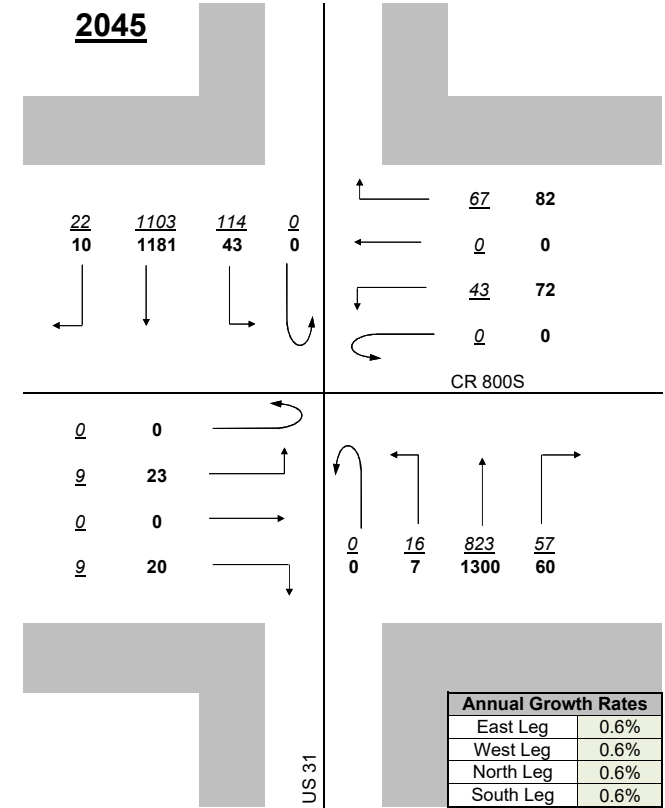 2045
67 82
22 1103 114 0
10 1181 43 0
0 0
43 72
0 0
CR 800S
0 0
9 23
0 0
9 20
0 16 823 57
0 7 1300 60
US 31
Annual Growth Rates
East Leg 0.6%
West Leg 0.6%
North Leg 0.6%
South Leg 0.6%